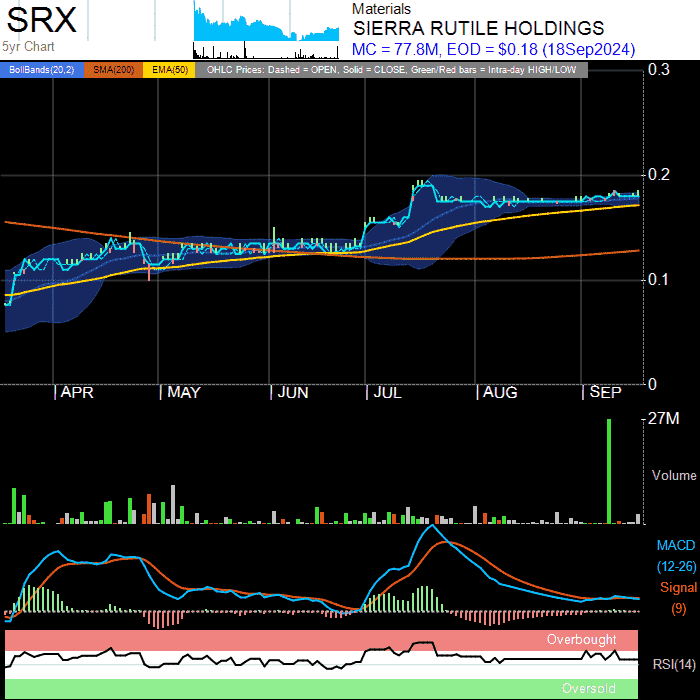 SRX
5yr Chart
Materials
SIERRA RUTILE HOLDINGS
MC = 77.8M, EOD = $0.18 (18Sep2024)
BollBands(20,2) SMA(200) EMA(50) OHLC Prices: Dashed = OPEN, Solid = CLOSE, Green/Red bars = Intra-day HIGH/LOW
0.3
0.2
0.1
0
APR MAY JUN JUL AUG SEP
27M
Volume
MACD
(12-26)
Signal
(9)
Overbought
RSI(14)
Oversold